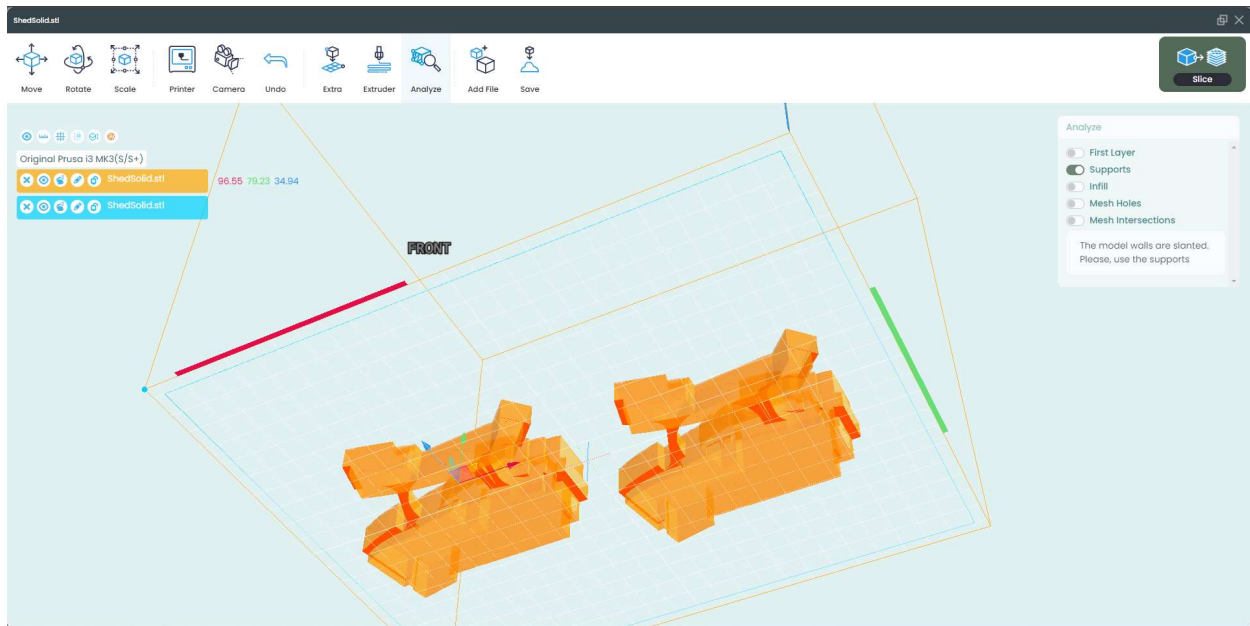 ShedSolid.stl
Move Rotate Scale Printer Camera Undo Extra Extruder Analyze Add File Save
Slice
Original Prusa i3 MK3(S/S+)
ShedSolid.stl
96.55 79.23 34.94
ShedSolid.stl
FRONT
Analyze
First Layer
Supports
Infill
Mesh Holes
Mesh Intersections
The model walls are slanted.
Please, use the supports